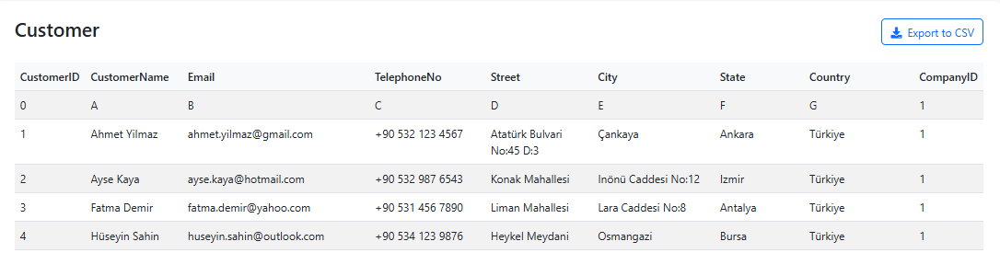 Customer
Export to CSV
CustomerID CustomerName Email TelephoneNo Street City State Country CompanyID
0 A B C D E F G 1
1 Ahmet Yilmaz ahmet.yilmaz@gmail.com +90 532 123 4567 Atatürk Bulvari Çankaya Ankara Türkiye 1
No:45 D:3
2 Ayse Kaya ayse.kaya@hotmail.com +90 532 987 6543 Konak Mahallesi Inönü Caddesi No:12 Izmir Türkiye 1
3 Fatma Demir fatma.demir@yahoo.com +90 531 456 7890 Liman Mahallesi Lara Caddesi No:8 Antalya Türkiye 1
4 Hüseyin Sahin huseyin.sahin@outlook.com +90 534 123 9876 Heykel Meydani Osmangazi Bursa Türkiye 1